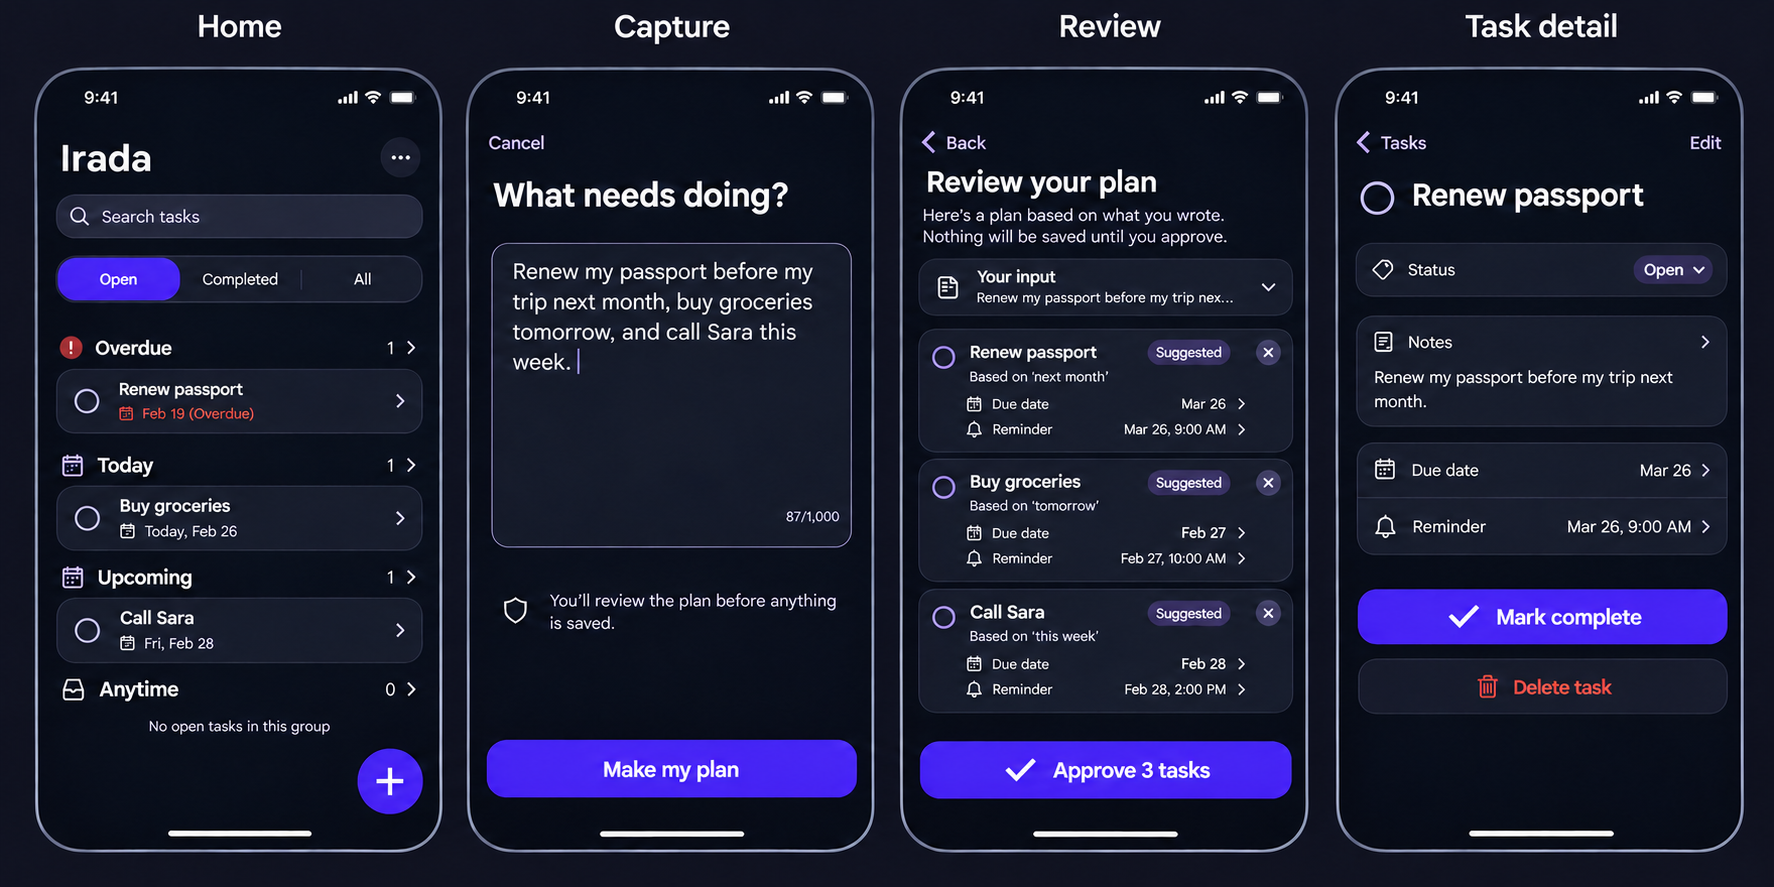 Home
9:41
Irada
Search tasks
Open
Completed
All
Overdue
1
Renew passport
Feb 19 (Overdue)
Today
1
Buy groceries
Today, Feb 26
Upcoming
1
Call Sara
Fri, Feb 28
Anytime
0
No open tasks in this group
Capture
9:41
Cancel
What needs doing?
Renew my passport before my
trip next month, buy groceries
tomorrow, and call Sara this
week.
87/1,000
You’ll review the plan before anything
is saved.
Make my plan
Review
9:41
Back
Review your plan
Here’s a plan based on what you wrote.
Nothing will be saved until you approve.
Your input
Renew my passport before my trip nex...
Renew passport
Suggested
Based on ‘next month’
Due date
Mar 26
Reminder
Mar 26, 9:00 AM
Buy groceries
Suggested
Based on ‘tomorrow’
Due date
Feb 27
Reminder
Feb 27, 10:00 AM
Call Sara
Suggested
Based on ‘this week’
Due date
Feb 28
Reminder
Feb 28, 2:00 PM
Approve 3 tasks
Task detail
9:41
Tasks
Edit
Renew passport
Status
Open
Notes
Renew my passport before my trip next
month.
Due date
Mar 26
Reminder
Mar 26, 9:00 AM
Mark complete
Delete task